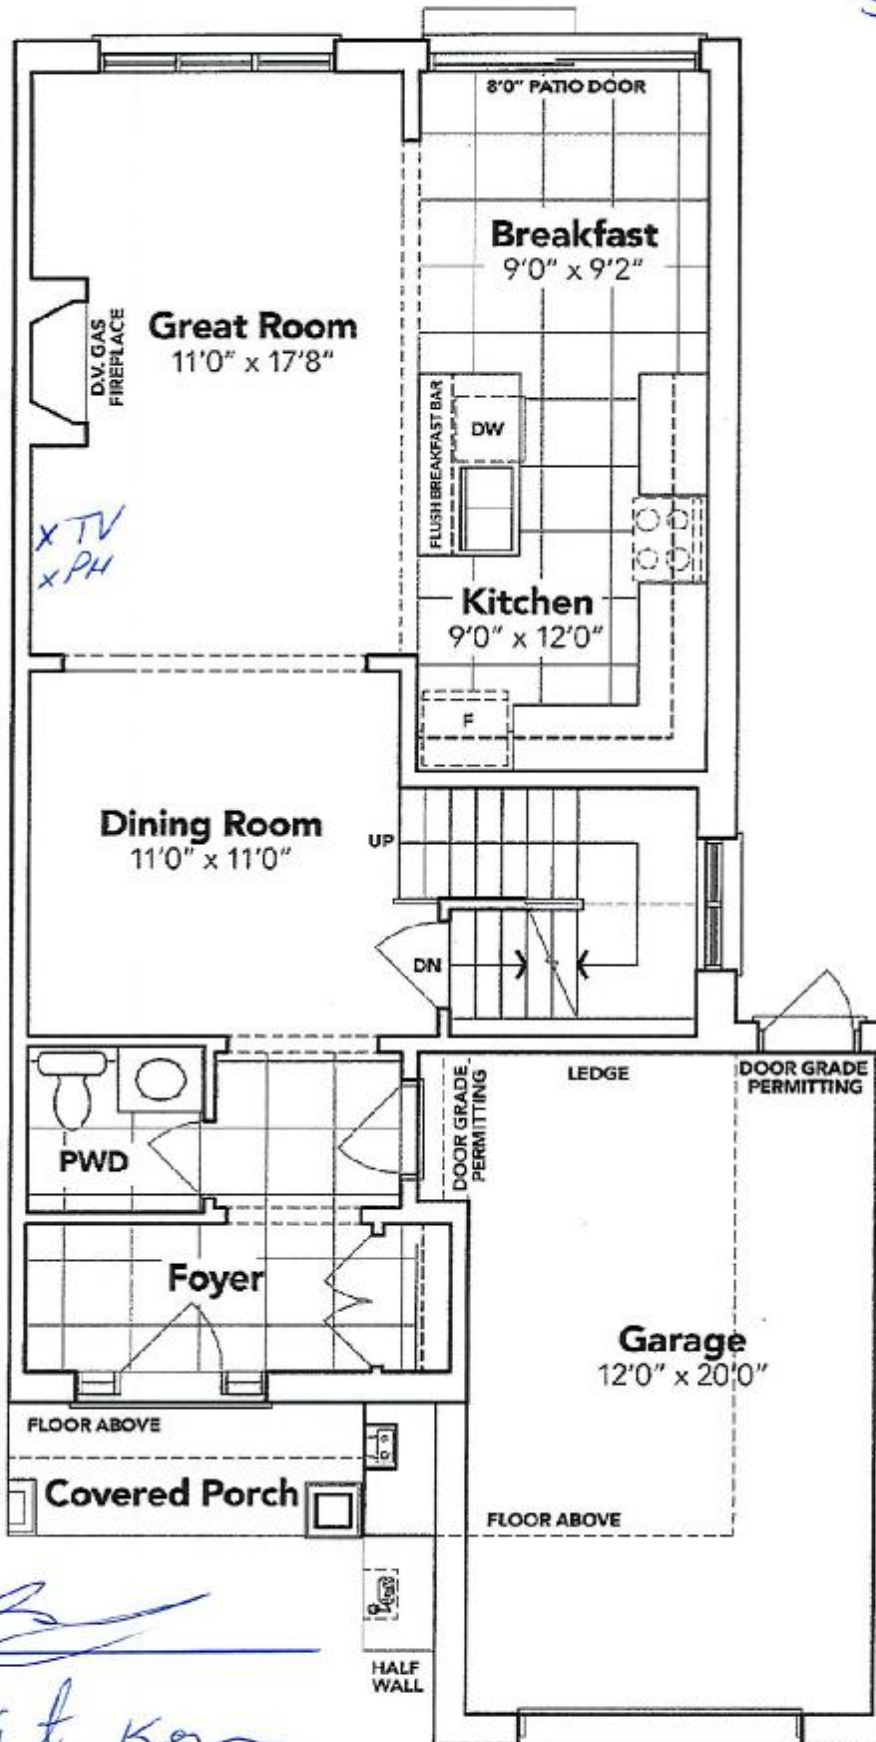 8'0" PATIO DOOR
Breakfast
9'0" x 9'2"
Great Room
11'0" x 17'8"
D.V. GAS
FIREPLACE
FLUSH BREAKFAST BAR
DW
x TV
x PH
Kitchen
9'0" x 12'0"
F
Dining Room
11'0" x 11'0"
UP
DN
DOOR GRADE
PERMITTING
LEDGE
DOOR GRADE
PERMITTING
PWD
Foyer
Garage
12'0" x 20'0"
FLOOR ABOVE
Covered Porch
FLOOR ABOVE
HALF
WALL